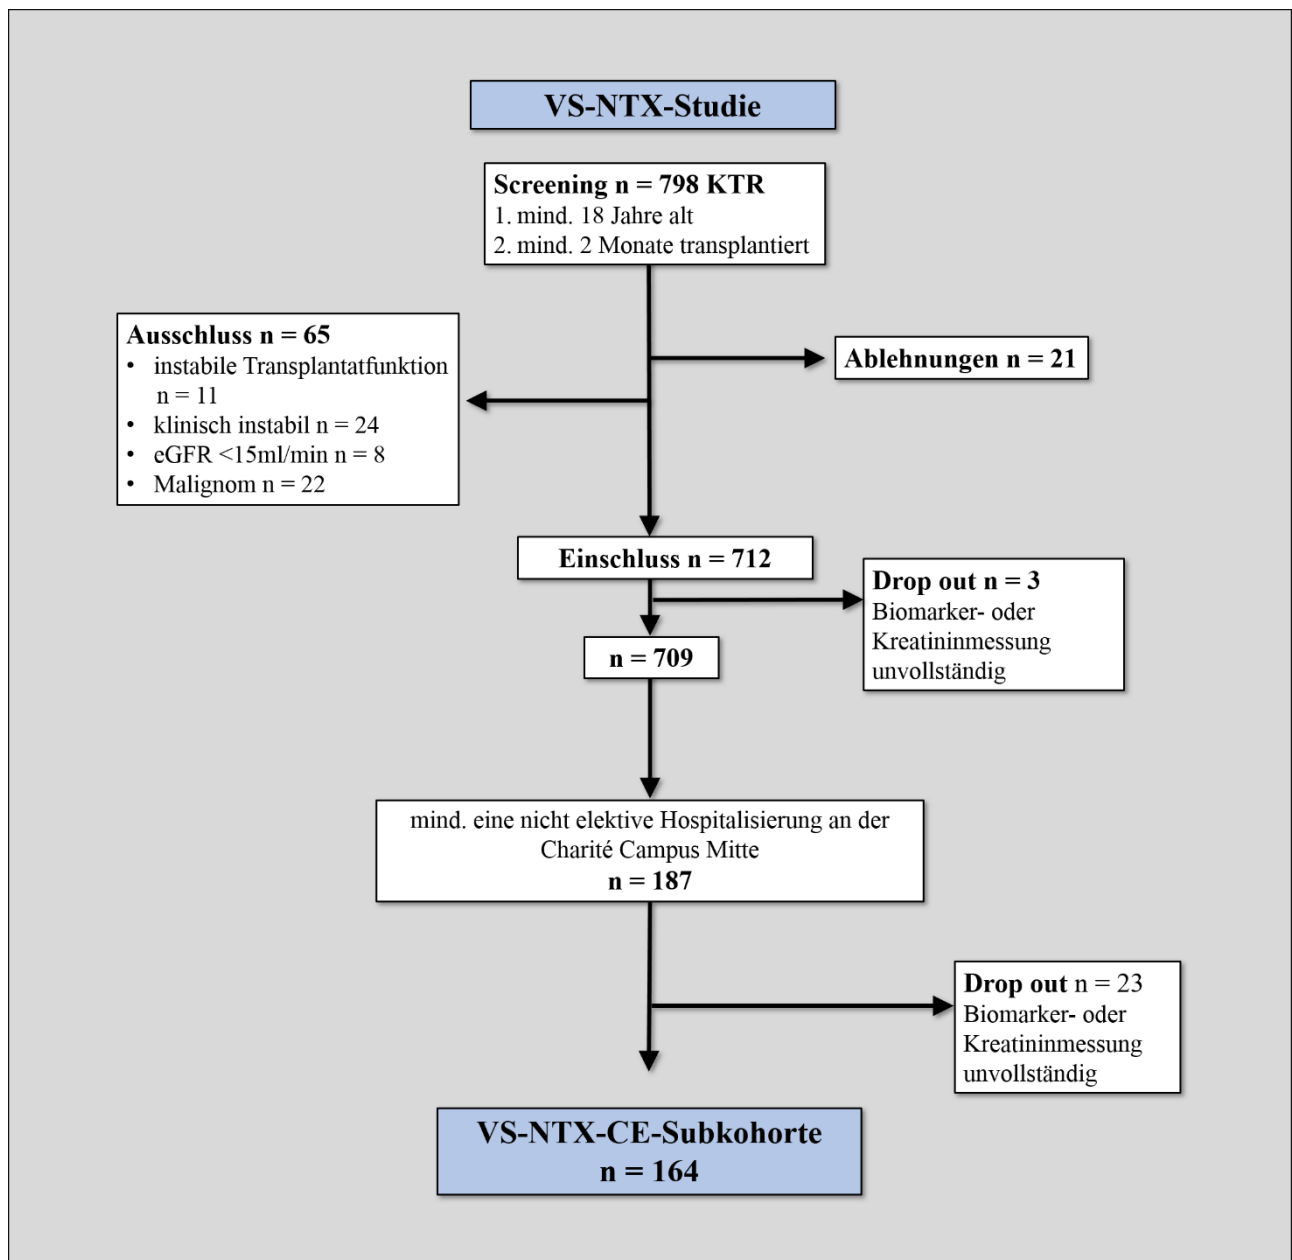 VS-NTX-Studie
Screening n = 798 KTR
1. mind. 18 Jahre alt
2. mind. 2 Monate transplantiert
Ausschluss n = 65
• instabile Transplantatfunktion
n = 11
• klinisch instabil n = 24
• eGFR <15ml/min n = 8
• Malignom n = 22
Ablehnungen n = 21
Einschluss n = 712
Drop out n = 3
Biomarker- oder
Kreatininmessung
unvollständig
n = 709
mind. eine nicht elektive Hospitalisierung an der
Charité Campus Mitte
n = 187
Drop out n = 23
Biomarker- oder
Kreatininmessung
unvollständig
VS-NTX-CE-Subkohorte
n = 164